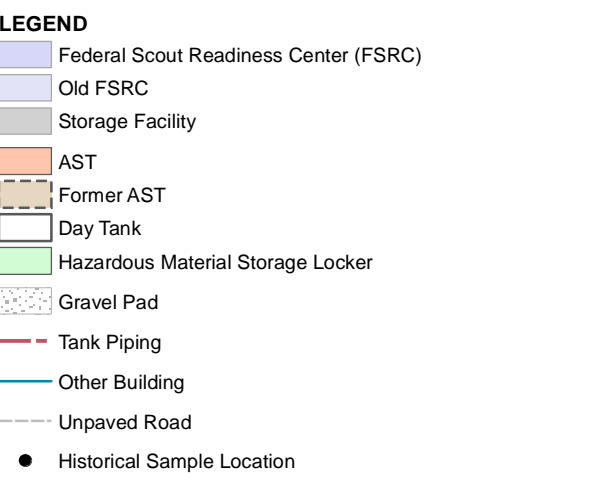 LEGEND
Federal Scout Readiness Center (FSRC)
Old FSRC
Storage Facility
AST
Former AST
Day Tank
Hazardous Material Storage Locker
Gravel Pad
Tank Piping
Other Building
Unpaved Road
Historical Sample Location